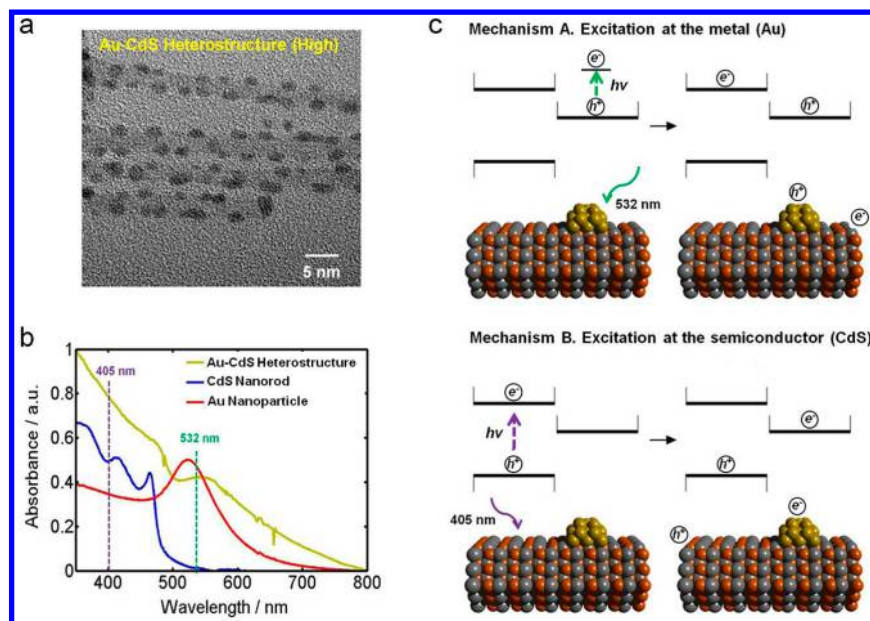 a
Au-CdS Heterostructure (High)
5 nm
b
1
0.8
0.6
0.4
0.2
0
405 nm
532 nm
Au-CdS Heterostructure
CdS Nanorod
Au Nanoparticle
Absorbance / a.u.
400
500
600
700
800
Wavelength / nm
c
Mechanism A. Excitation at the metal (Au)
e-
hν
h+
e-
h+
532 nm
h+
e-
Mechanism B. Excitation at the semiconductor (CdS)
e-
hν
h+
e-
h+
405 nm
h+
e-